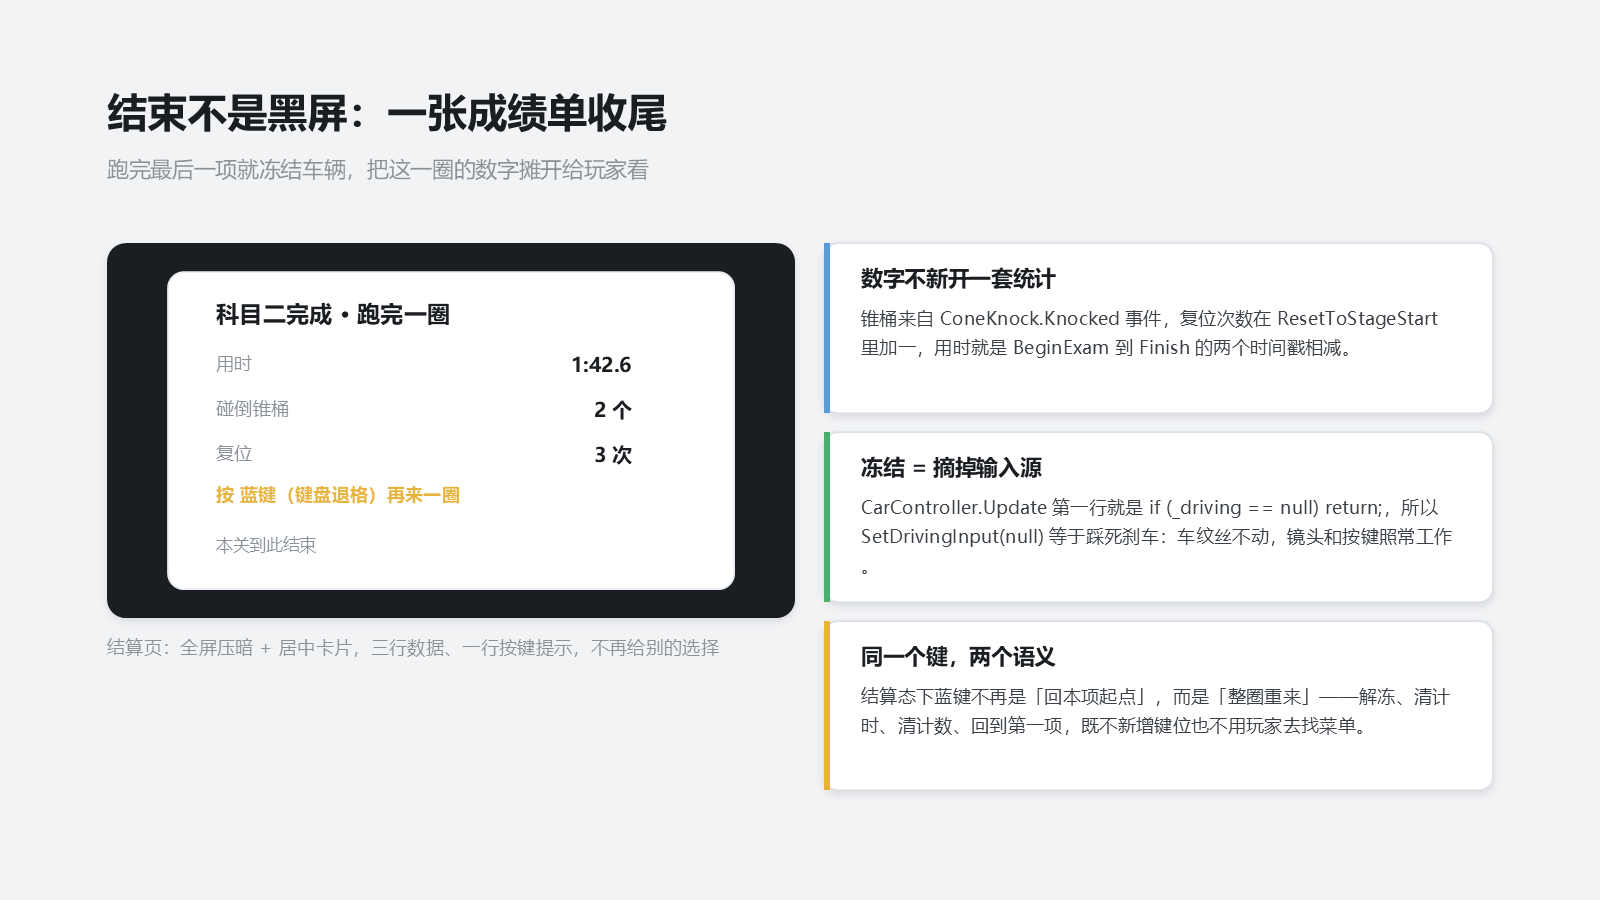 结束不是黑屏：一张成绩单收尾
跑完最后一项就冻结车辆，把这一圈的数字摊开给玩家看
科目二完成·跑完一圈
用时 1:42.6
碰倒锥桶 2 个
复位 3 次
按 蓝键（键盘退格）再来一圈
本关到此结束
结算页：全屏压暗 + 居中卡片，三行数据、一行按键提示，不再给别的选择
数字不新开一套统计
锥桶来自 ConeKnock.Knocked 事件，复位次数在 ResetToStageStart
里加一，用时就是 BeginExam 到 Finish 的两个时间戳相减。
冻结 = 摘掉输入源
CarController.Update 第一行就是 if (_driving == null) return;，所以
SetDrivingInput(null) 等于踩死刹车：车纹丝不动，镜头和按键照常工作
。
同一个键，两个语义
结算态下蓝键不再是「回本项起点」，而是「整圈重来」——解冻、清计
时、清计数、回到第一项，既不新增键位也不用玩家去找菜单。